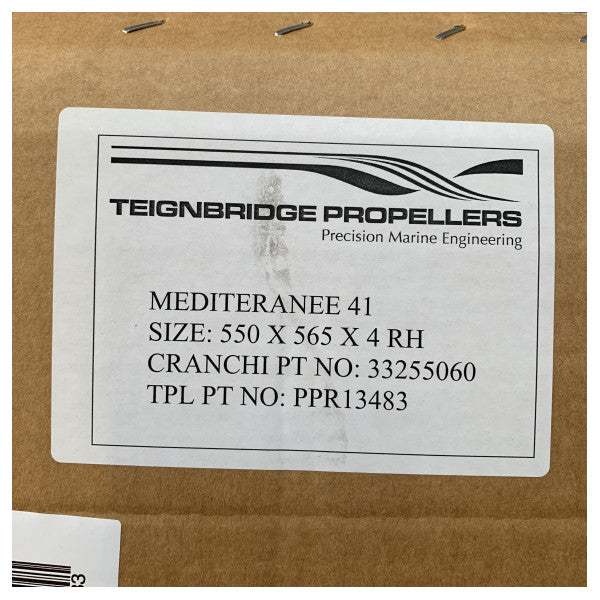 TEIGNBRIDGE PROPELLERS
Precision Marine Engineering
MEDITERANEE 41
SIZE: 550 X 565 X 4 RH
CRANCHI PT NO: 33255060
TPL PT NO: PPR13483